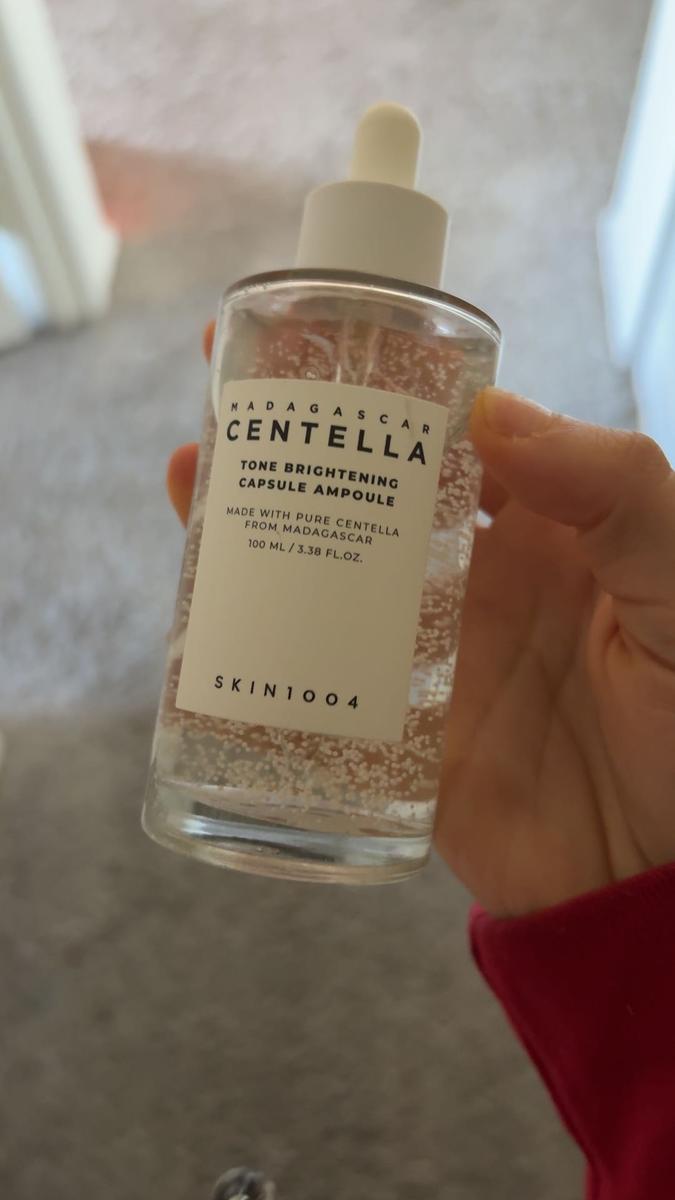 MADAGASCAR
CENTELLA
TONE BRIGHTENING
CAPSULE AMPOULE
MADE WITH PURE CENTELLA
FROM MADAGASCAR
100 ML / 3.38 FL.OZ.
SKIN1004